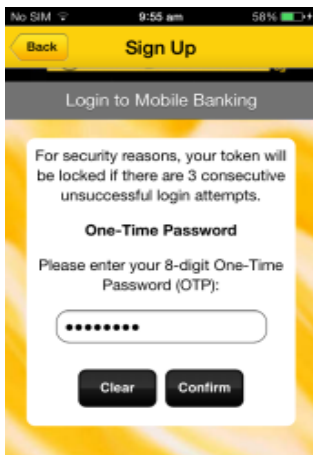 No SIM 9:55 am 58%
Back Sign Up
Login to Mobile Banking
For security reasons, your token will
be locked if there are 3 consecutive
unsuccessful login attempts.
One-Time Password
Please enter your 8-digit One-Time
Password (OTP):
••••••••
Clear Confirm